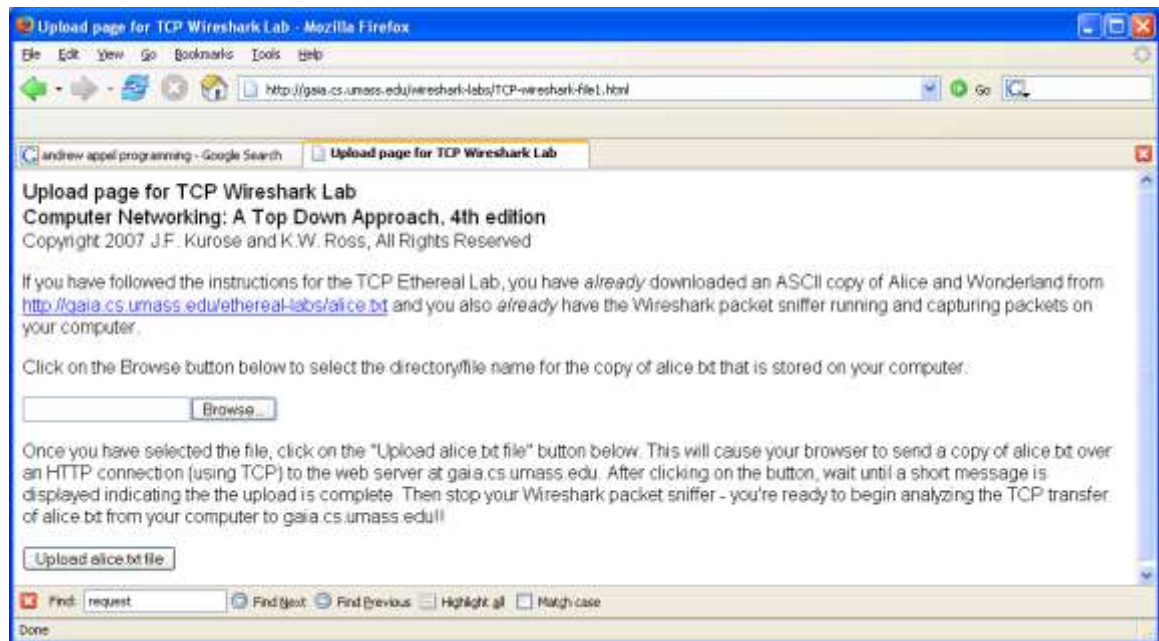 Upload page for TCP Wireshark Lab - Mozilla Firefox
File Edit View Go Bookmarks Tools Help
http://gaia.cs.umass.edu/wireshark-labs/TCP-wireshark-file1.html Go
andrew appel programming - Google Search Upload page for TCP Wireshark Lab
Upload page for TCP Wireshark Lab
Computer Networking: A Top Down Approach, 4th edition
Copyright 2007 J.F. Kurose and K.W. Ross, All Rights Reserved
If you have followed the instructions for the TCP Ethereal Lab, you have already downloaded an ASCII copy of Alice and Wonderland from
http://gaia.cs.umass.edu/ethereal-labs/alice.txt and you also already have the Wireshark packet sniffer running and capturing packets on
your computer.
Click on the Browse button below to select the directory/file name for the copy of alice.txt that is stored on your computer.
Browse...
Once you have selected the file, click on the "Upload alice.txt file" button below. This will cause your browser to send a copy of alice.txt over
an HTTP connection (using TCP) to the web server at gaia.cs.umass.edu. After clicking on the button, wait until a short message is
displayed indicating the the upload is complete. Then stop your Wireshark packet sniffer - you're ready to begin analyzing the TCP transfer
of alice.txt from your computer to gaia.cs.umass.edu!!
Upload alice.txt file
Find: request Find Next Find Previous Highlight all Match case
Done